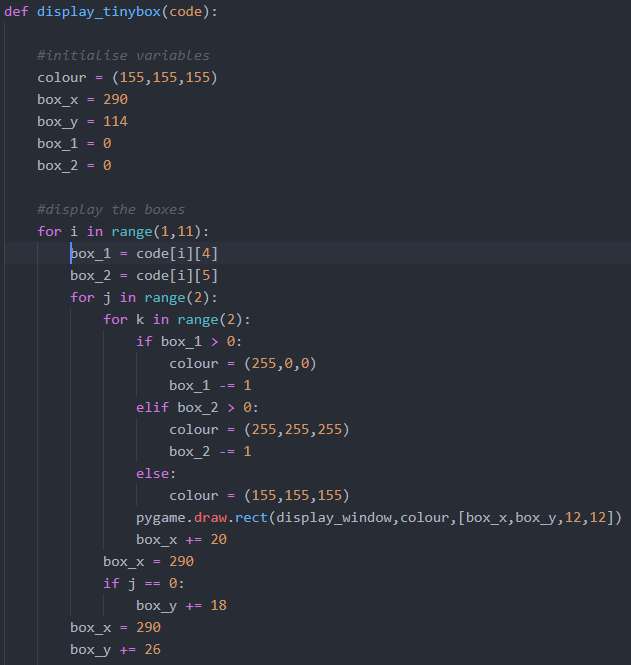 def display_tinybox(code):
    #initialise variables
    colour = (155,155,155)
    box_x = 290
    box_y = 114
    box_1 = 0
    box_2 = 0
    #display the boxes
    for i in range(1,11):
        box_1 = code[i][4]
        box_2 = code[i][5]
        for j in range(2):
            for k in range(2):
                if box_1 > 0:
                    colour = (255,0,0)
                    box_1 -= 1
                elif box_2 > 0:
                    colour = (255,255,255)
                    box_2 -= 1
                else:
                    colour = (155,155,155)
                pygame.draw.rect(display_window,colour,[box_x,box_y,12,12])
                box_x += 20
            box_x = 290
            if j == 0:
                box_y += 18
        box_x = 290
        box_y += 26